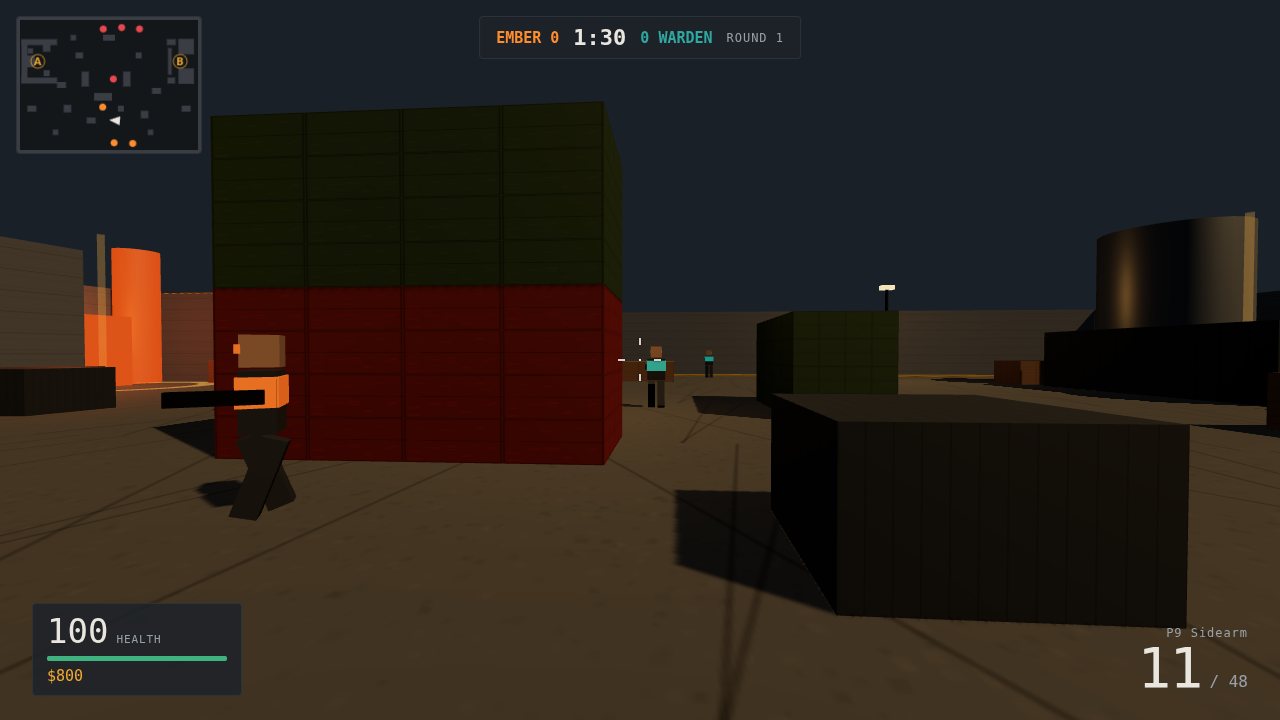 A
B
EMBER 0 1:30 0 WARDEN ROUND 1
100 HEALTH
$800
P9 Sidearm
11 / 48